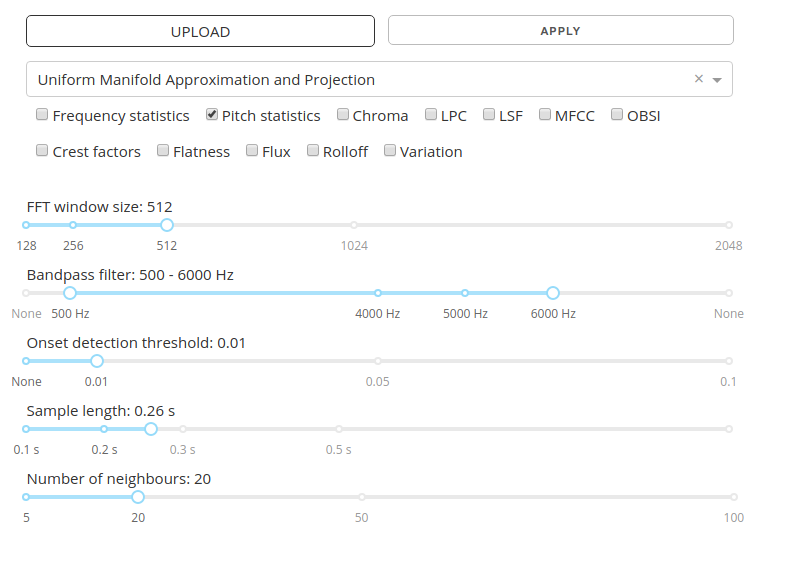 UPLOAD APPLY
Uniform Manifold Approximation and Projection ×
Frequency statistics Pitch statistics Chroma LPC LSF MFCC OBSI
Crest factors Flatness Flux Rolloff Variation
FFT window size: 512
128 256 512 1024 2048
Bandpass filter: 500 - 6000 Hz
None 500 Hz 4000 Hz 5000 Hz 6000 Hz None
Onset detection threshold: 0.01
None 0.01 0.05 0.1
Sample length: 0.26 s
0.1 s 0.2 s 0.3 s 0.5 s
Number of neighbours: 20
5 20 50 100